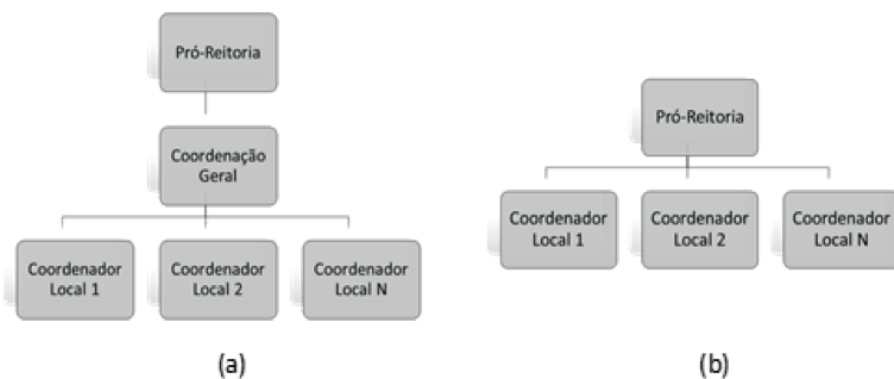 Pró-Reitoria
Coordenação
Geral
Coordenador
Local 1
Coordenador
Local 2
Coordenador
Local N
(a)
Pró-Reitoria
Coordenador
Local 1
Coordenador
Local 2
Coordenador
Local N
(b)